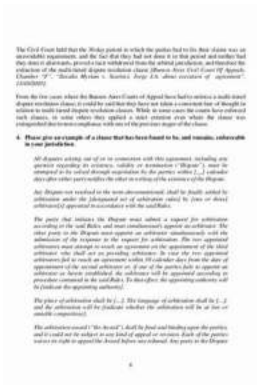 The Civil Court held that the 30-day period in which the parties had to fix their clause was an
unavoidable requirement, and the fact that they had not done it in that period and neither had
they done it afterwards, proved a tacit withdrawal from the arbitral jurisdiction, and therefore the
extinction of the multi-tiered dispute resolution clause [Buenos Aires Civil Court Of Appeals,
Chamber "F",
From the two cases where the Buenos Aires Courts of Appeal have had to enforce a multi-tiered
dispute resolution clause, it could be said that they have not taken a consistent line of thought in
relation to multi-tiered dispute resolution clauses. While in some cases the courts have enforced
such clauses, in some others they applied a strict criterion even where the clause was
extinguished due to non-compliance with one of the previous stages of the clause.
4. Please give an example of a clause that has been found to be, and remains, enforceable
in your jurisdiction.
All disputes arising out of or in connection with this agreement, including any
question regarding its existence, validity or termination ("Dispute"), must be
attempted to be solved through negotiation by the parties within [...] calendar
days after either party notifies the other in writing of the existence of the Dispute.
Any Dispute not resolved in the term abovementioned, shall be finally settled by
arbitration under the [designated set of arbitration rules] by [one or three]
arbitrator[s] appointed in accordance with the said Rules.
The party that initiates the Dispute must submit a request for arbitration
according to the said Rules and must simultaneously appoint an arbitrator. The
other party to the Dispute must appoint an arbitrator simultaneously with the
submission of its response to the request for arbitration. The two appointed
arbitrators must attempt to reach an agreement on the appointment of the third
arbitrator who shall act as presiding arbitrator. In case the two appointed
arbitrators fail to reach an agreement within 30 calendar days from the date of
appointment of the second arbitrator or, if one of the parties fails to appoint an
arbitrator as herein established, the arbitrator will be appointed according to
procedure contained in the said Rules. To that effect, the appointing authority will
be [indicate the appointing authority].
The place of arbitration shall be [...]. The language of arbitration shall be [...]
and the arbitration will be [indicate whether the arbitration will be at law or
amiable compositeur].
The arbitration award ("the Award") shall be final and binding upon the parties,
and it could not be subject to any kind of appeal or revision. Each of the parties
waives its right to appeal the Award before any tribunal. Any party to the Dispute